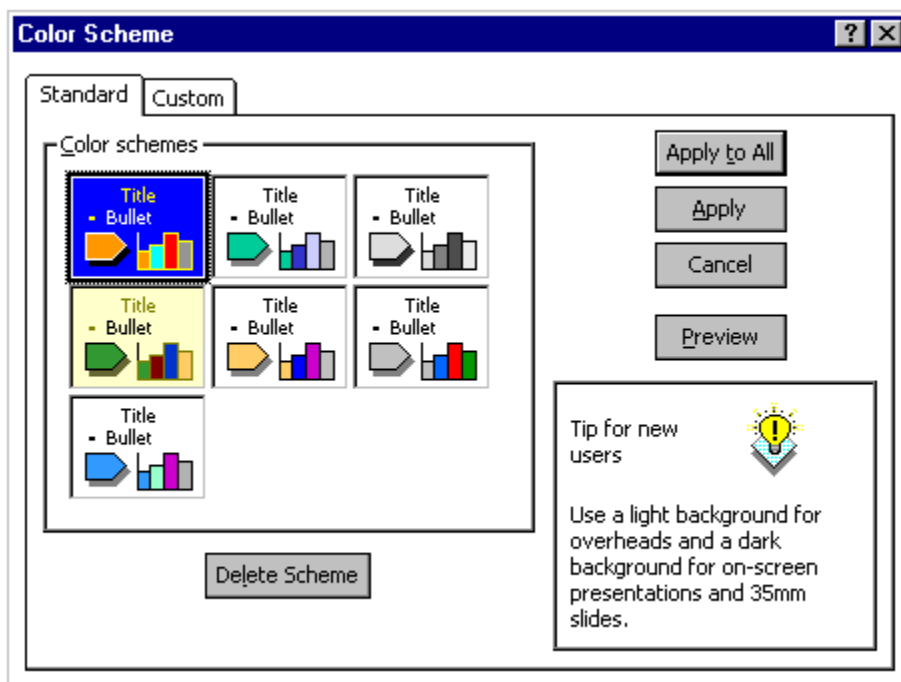 Color Scheme
Standard
Custom
Color schemes
Title
- Bullet
Title
- Bullet
Title
- Bullet
Title
- Bullet
Title
- Bullet
Title
- Bullet
Title
- Bullet
Delete Scheme
Apply to All
Apply
Cancel
Preview
Tip for new
users
Use a light background for
overheads and a dark
background for on-screen
presentations and 35mm
slides.